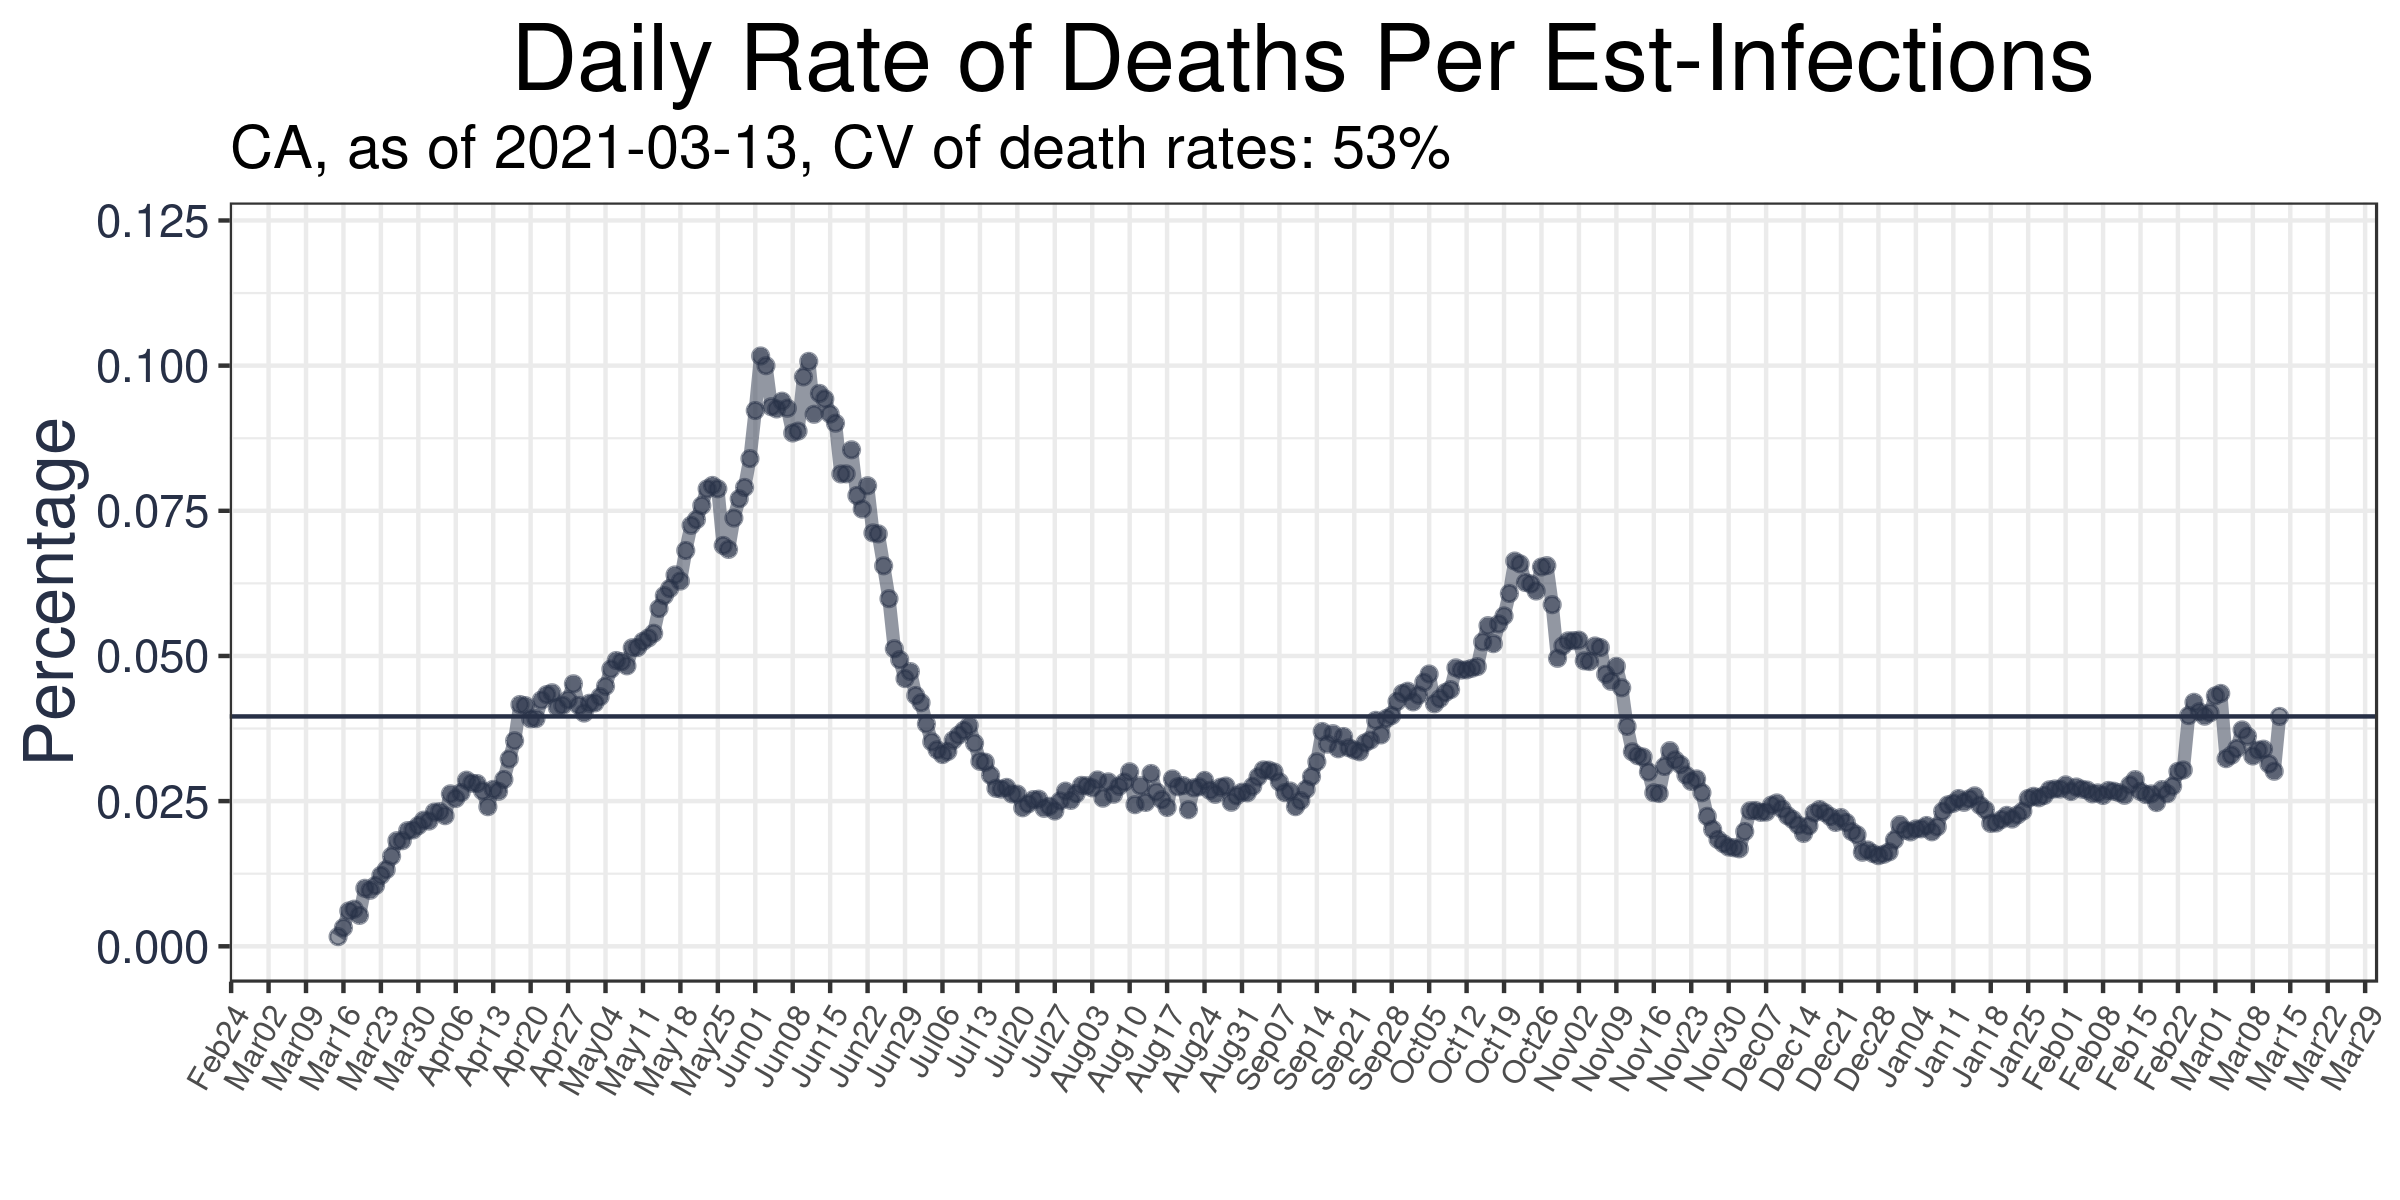 Daily Rate of Deaths Per Est-Infections
CA, as of 2021-03-13, CV of death rates: 53%
Percentage
0.125
0.100
0.075
0.050
0.025
0.000
Feb24 Mar02 Mar09 Mar16 Mar23 Mar30 Apr06 Apr13 Apr20 Apr27 May04 May11 May18 May25 Jun01 Jun08 Jun15 Jun22 Jun29 Jul06 Jul13 Jul20 Jul27 Aug03 Aug10 Aug17 Aug24 Aug31 Sep07 Sep14 Sep21 Sep28 Oct05 Oct12 Oct19 Oct26 Nov02 Nov09 Nov16 Nov23 Nov30 Dec07 Dec14 Dec21 Dec28 Jan04 Jan11 Jan18 Jan25 Feb01 Feb08 Feb15 Feb22 Mar01 Mar08 Mar15 Mar22 Mar29